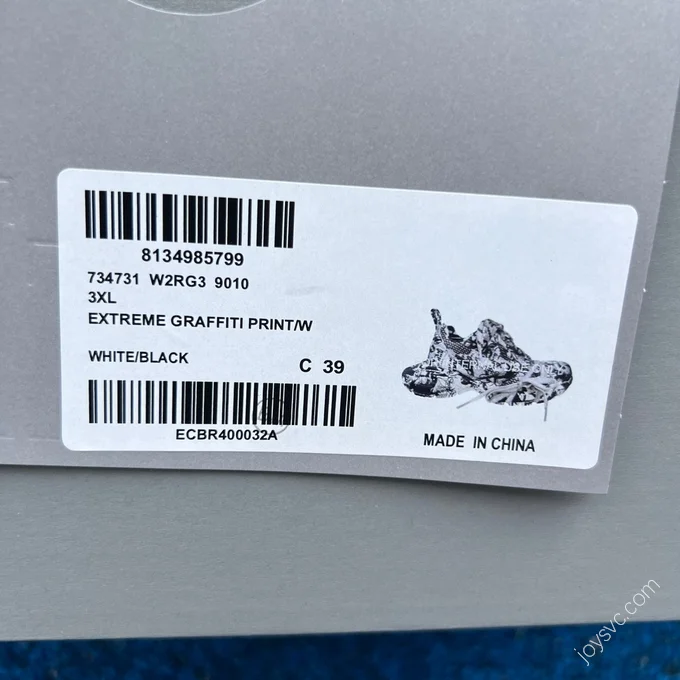 8134985799
734731 W2RG3 9010
3XL
EXTREME GRAFFITI PRINT/W
WHITE/BLACK
C 39
ECBR400032A
MADE IN CHINA
joysvc.com